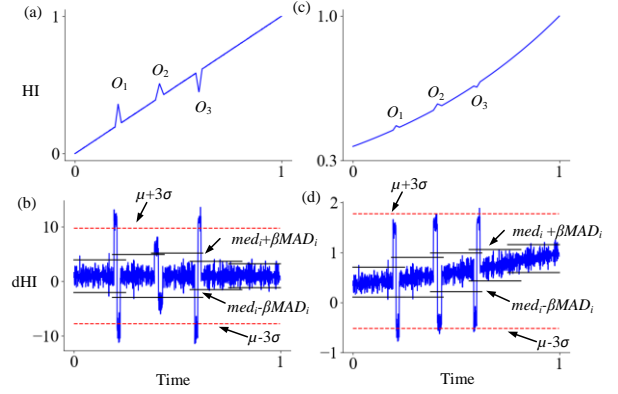 (a)
1
HI
0
O1
O2
O3
0 1
(c)
1.0
0.3
O1
O2
O3
0 1
(b)
dHI
10
0
−10
μ+3σ
medi+βMADi
medi-βMADi
μ-3σ
0 1
Time
(d)
2
1
0
−1
μ+3σ
medi+βMADi
medi-βMADi
μ-3σ
0 1
Time